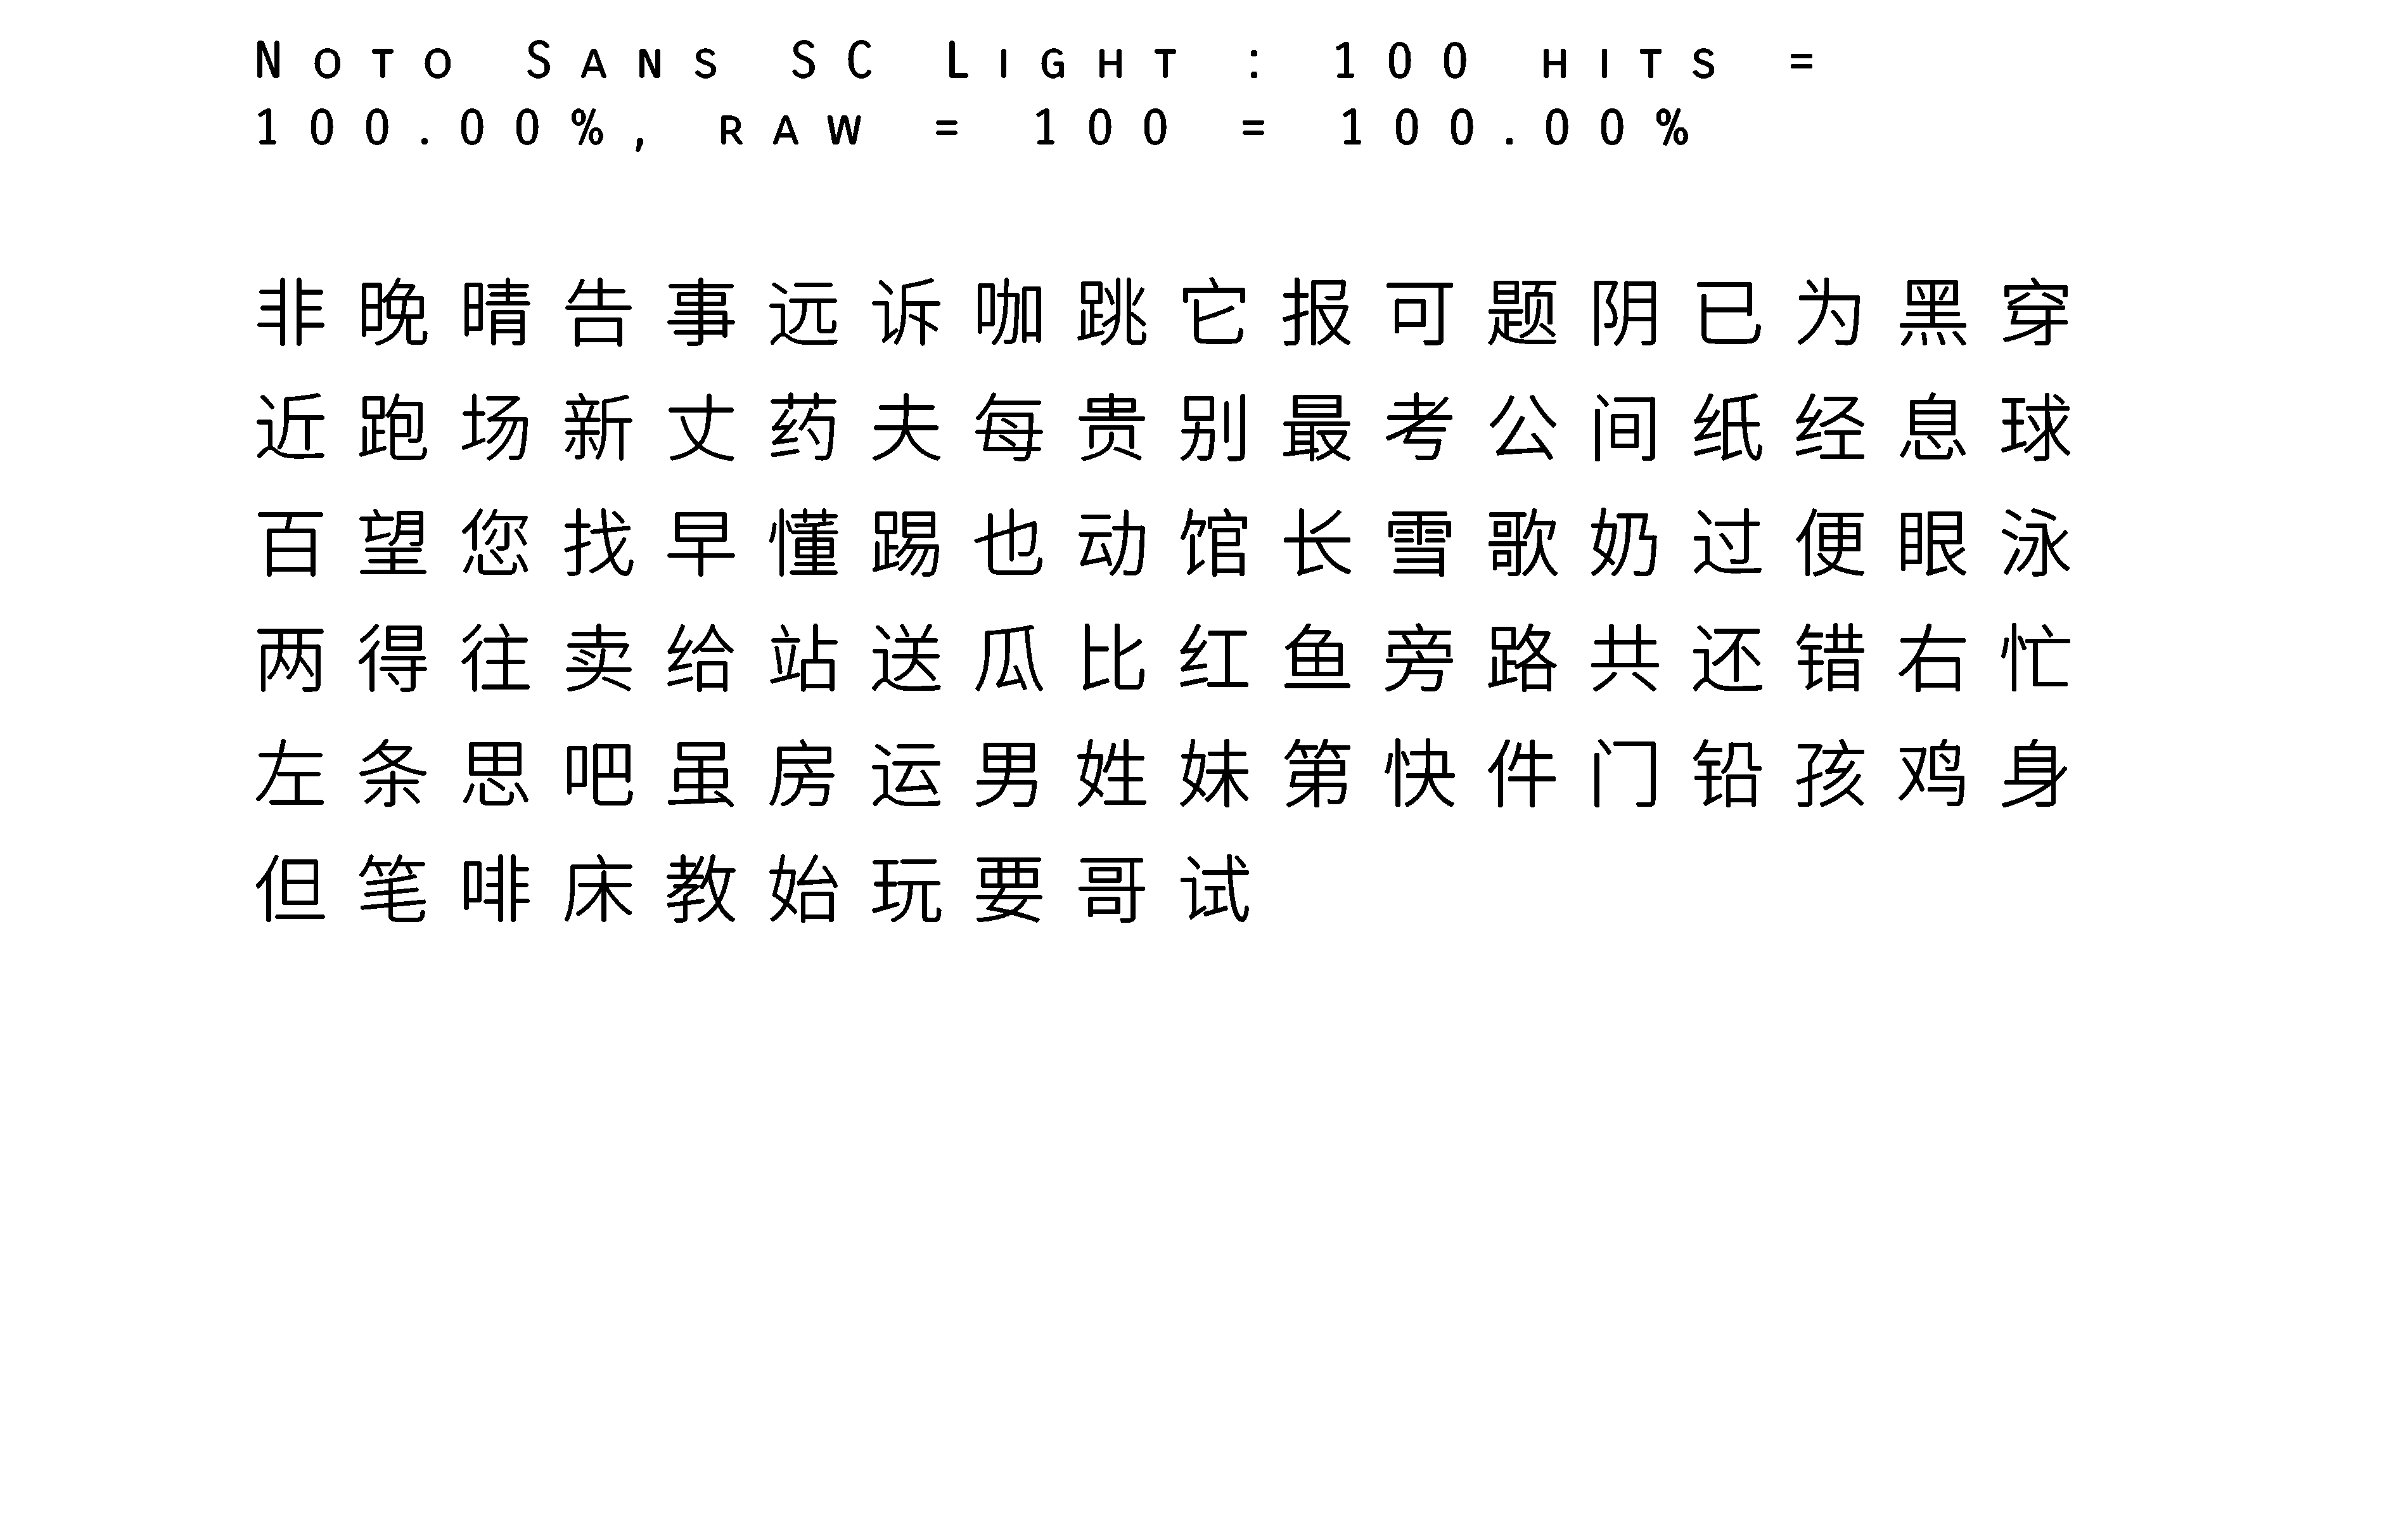 Noto Sans SC Light : 100 hits =
100.00%, raw = 100 = 100.00%
非晚晴告事远诉咖跳它报可题阴已为黑穿
近跑场新丈药夫每贵别最考公间纸经息球
百望您找早懂踢也动馆长雪歌奶过便眼泳
两得往卖给站送瓜比红鱼旁路共还错右忙
左条思吧虽房运男姓妹第快件门铅孩鸡身
但笔啡床教始玩要哥试